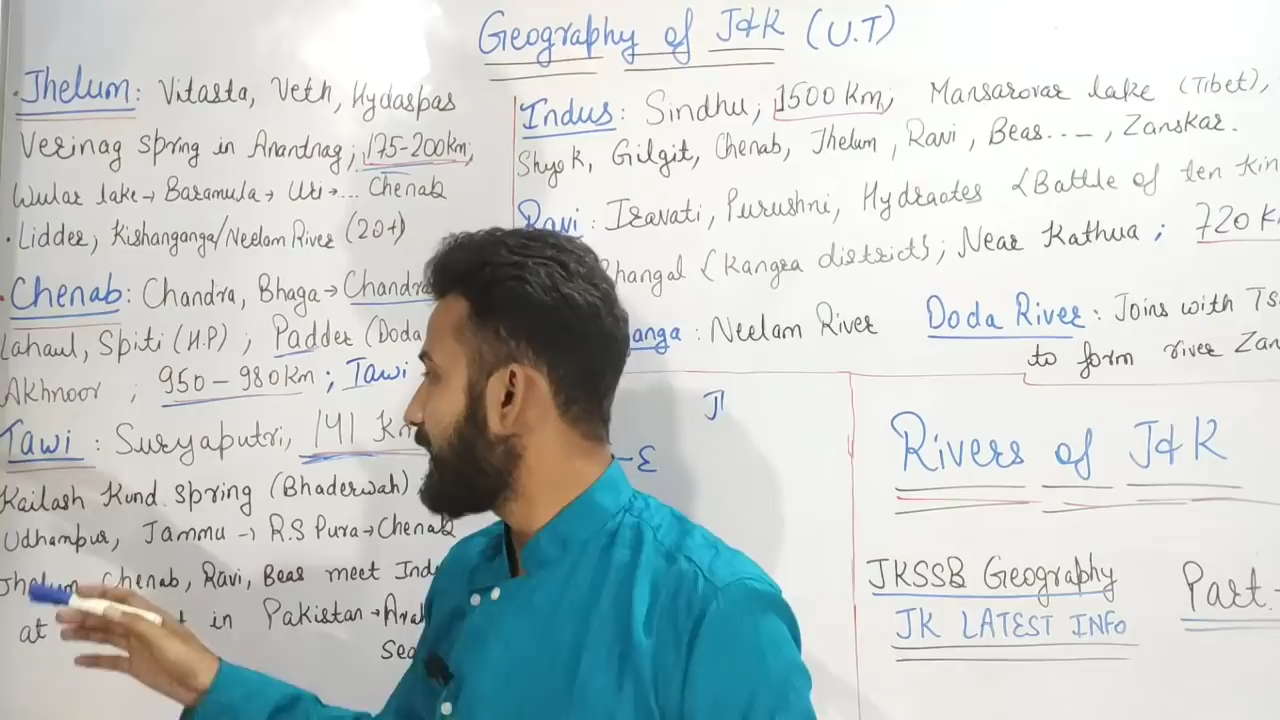 Geography of J&K (U.T)
· Jhelum: Vitasta, Veth, Hydaspas
Verinag spring in Anantnag; 175-200km;
Wular lake → Baramula → Uri → .... Chenab
· Lidder, Kishanganga/Neelam River (20+)
· Chenab: Chandra, Bhaga → Chandra
Lahaul, Spiti (H.P) ; Padder (Doda
Akhnoor ; 950 - 980km ; Tawi
Tawi : Suryaputri, 141 Km
Kailash Kund spring (Bhaderwah)
Udhampur, Jammu → R.S Pura → Chenab
Jhelum, Chenab, Ravi, Beas meet Ind
at in Pakistan → Ara
Sea
Indus: Sindhu, 1500 Km, Mansarovar lake (Tibet),
Shyok, Gilgit, Chenab, Jhelum, Ravi, Beas...., Zanskar.
Ravi : Iravati, Purushni, Hydraotes {Battle of ten Kin
Bhangal {Kangra district}; Near Kathua ; 720 K
anga : Neelam River
Doda River : Joins with Ts
to form river Zan
J
-E
Rivers of J&K
JKSSB Geography
JK LATEST INFO
Part.-